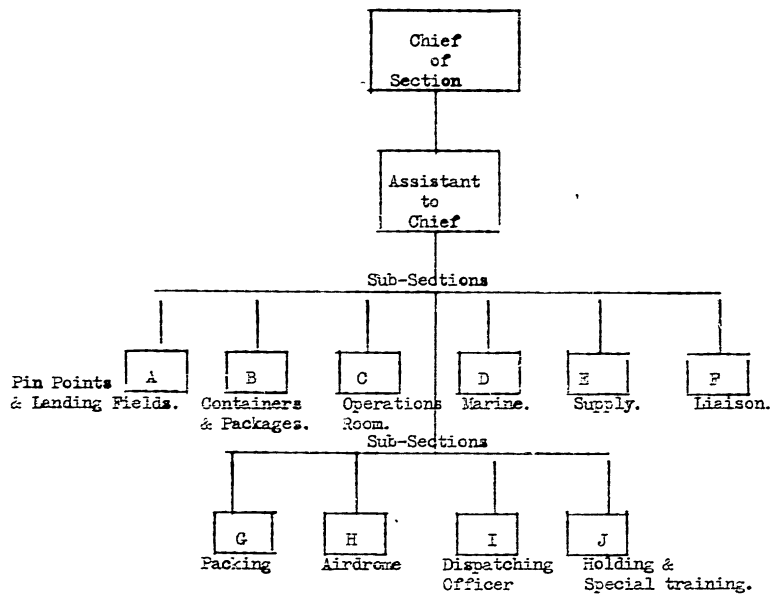 Chief
of
Section
Assistant
to
Chief
Sub-Sections
A
B
C
D
E
F
Pin Points
& Landing Fields.
Containers
& Packages.
Operations
Room.
Marine.
Supply.
Liaison.
Sub-Sections
G
H
I
J
Packing
Airdrome
Dispatching
Officer
Holding &
Special training.